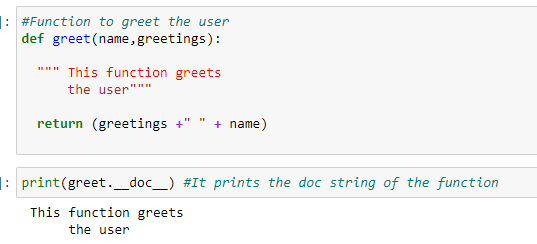 ]: #Function to greet the user
def greet(name,greetings):
""" This function greets
the user"""
return (greetings +" " + name)
]: print(greet.__doc__) #It prints the doc string of the function
This function greets
the user